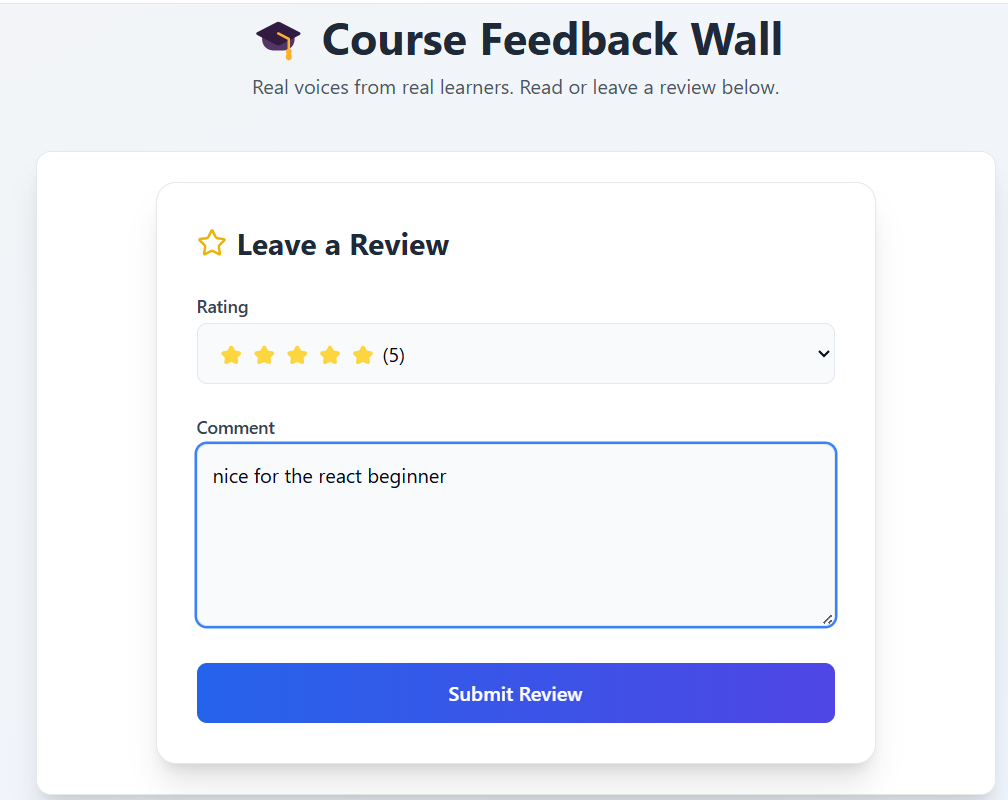 Course Feedback Wall
Real voices from real learners. Read or leave a review below.
Leave a Review
Rating
(5)
Comment
nice for the react beginner
Submit Review